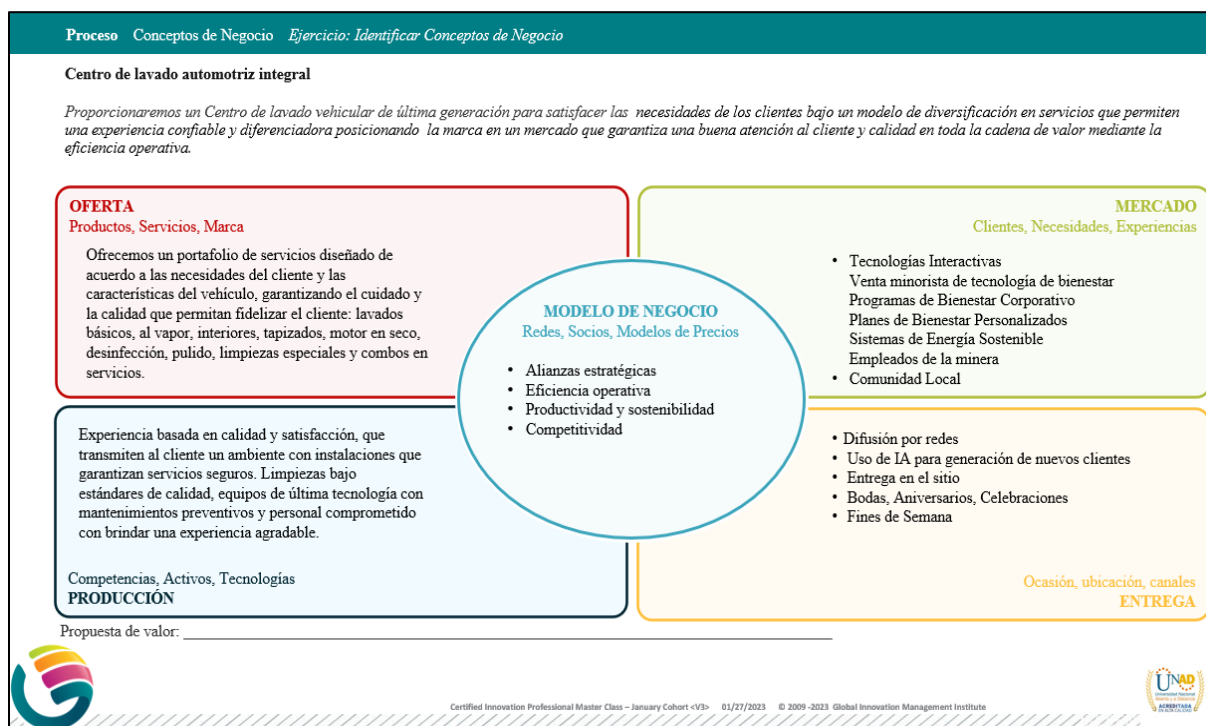 Proceso Conceptos de Negocio Ejercicio: Identificar Conceptos de Negocio
Centro de lavado automotriz integral
Proporcionaremos un Centro de lavado vehicular de última generación para satisfacer las necesidades de los clientes bajo un modelo de diversificación en servicios que permiten
una experiencia confiable y diferenciadora posicionando la marca en un mercado que garantiza una buena atención al cliente y calidad en toda la cadena de valor mediante la
eficiencia operativa.
OFERTA
Productos, Servicios, Marca
Ofrecemos un portafolio de servicios diseñado de
acuerdo a las necesidades del cliente y las
características del vehículo, garantizando el cuidado y
la calidad que permitan fidelizar el cliente: lavados
básicos, al vapor, interiores, tapizados, motor en seco,
desinfección, pulido, limpiezas especiales y combos en
servicios.
MERCADO
Clientes, Necesidades, Experiencias
• Tecnologías Interactivas
Venta minorista de tecnología de bienestar
Programas de Bienestar Corporativo
Planes de Bienestar Personalizados
Sistemas de Energía Sostenible
Empleados de la minera
• Comunidad Local
MODELO DE NEGOCIO
Redes, Socios, Modelos de Precios
• Alianzas estratégicas
• Eficiencia operativa
• Productividad y sostenibilidad
• Competitividad
Experiencia basada en calidad y satisfacción, que
transmiten al cliente un ambiente con instalaciones que
garantizan servicios seguros. Limpiezas bajo
estándares de calidad, equipos de última tecnología con
mantenimientos preventivos y personal comprometido
con brindar una experiencia agradable.
Competencias, Activos, Tecnologías
PRODUCCIÓN
• Difusión por redes
• Uso de IA para generación de nuevos clientes
• Entrega en el sitio
• Bodas, Aniversarios, Celebraciones
• Fines de Semana
Ocasión, ubicación, canales
ENTREGA
Propuesta de valor:
Certified Innovation Professional Master Class – January Cohort <V3> 01/27/2023 © 2009 -2023 Global Innovation Management Institute
UNAD
Universidad Nacional
Abierta y a Distancia
ACREDITADA
EN ALTA CALIDAD